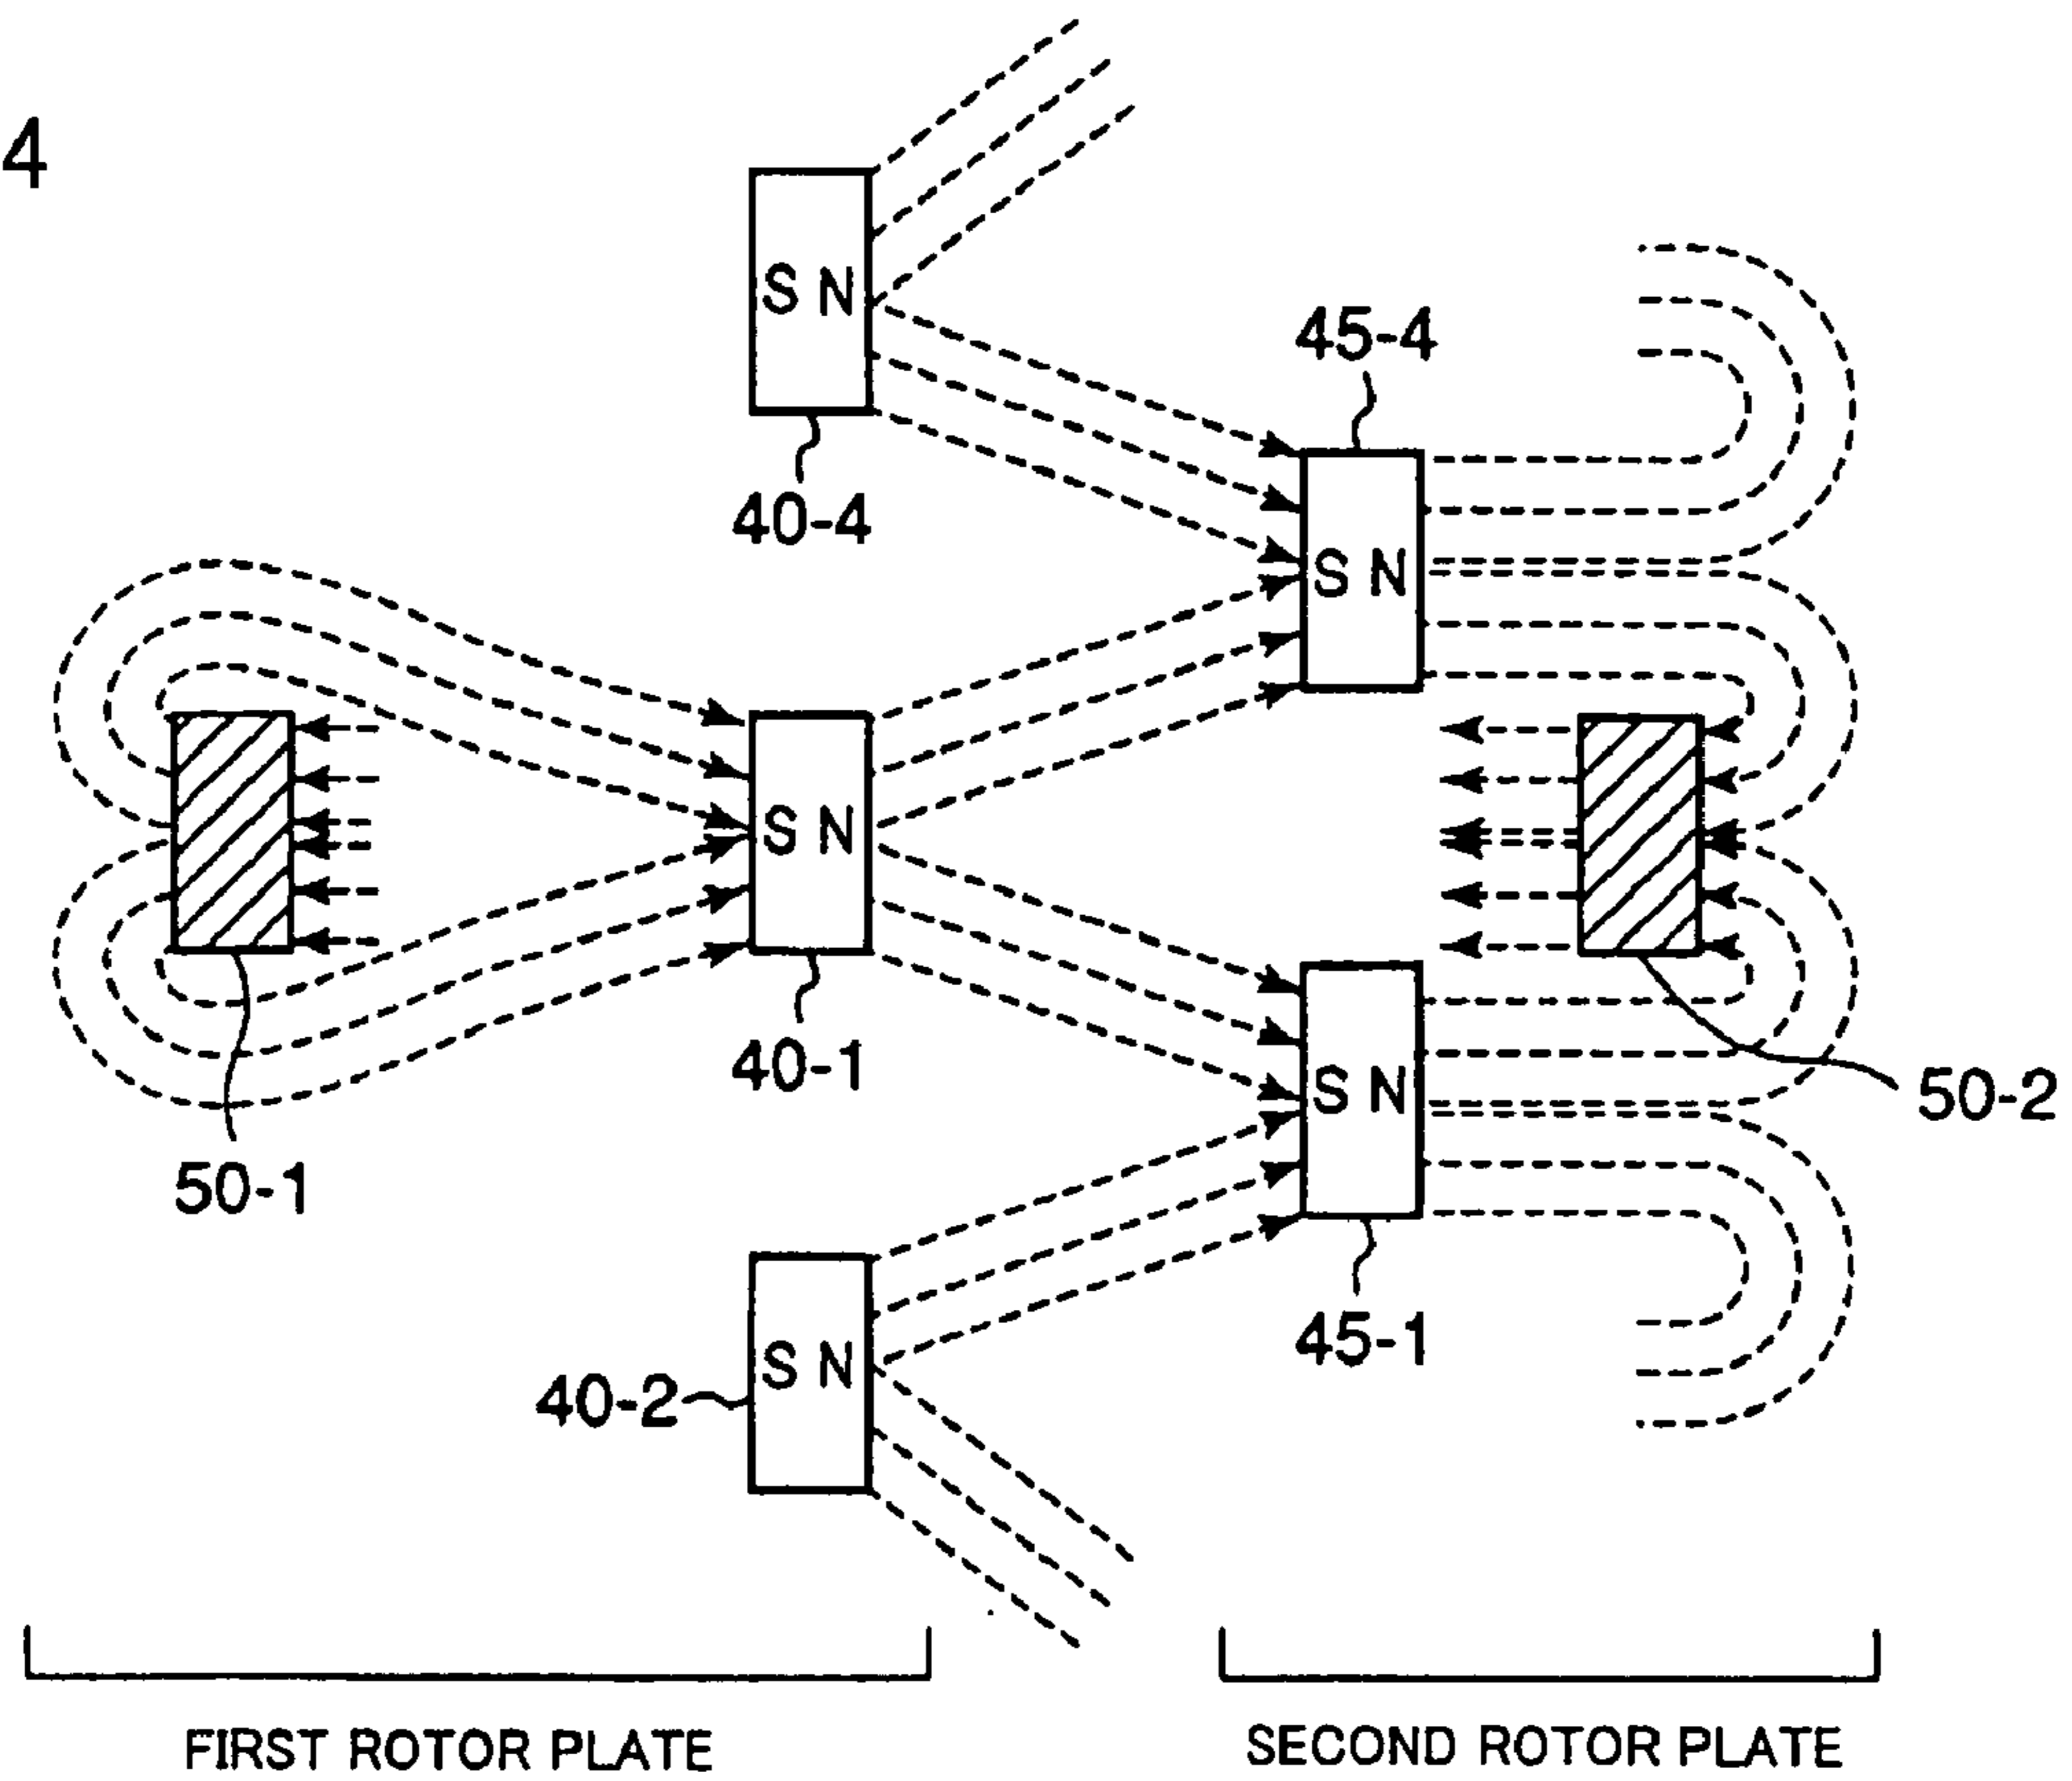 4
S N
45-4
40-4
S N
S N
40-1
S N
50-2
50-1
S N
45-1
40-2
FIRST ROTOR PLATE
SECOND ROTOR PLATE